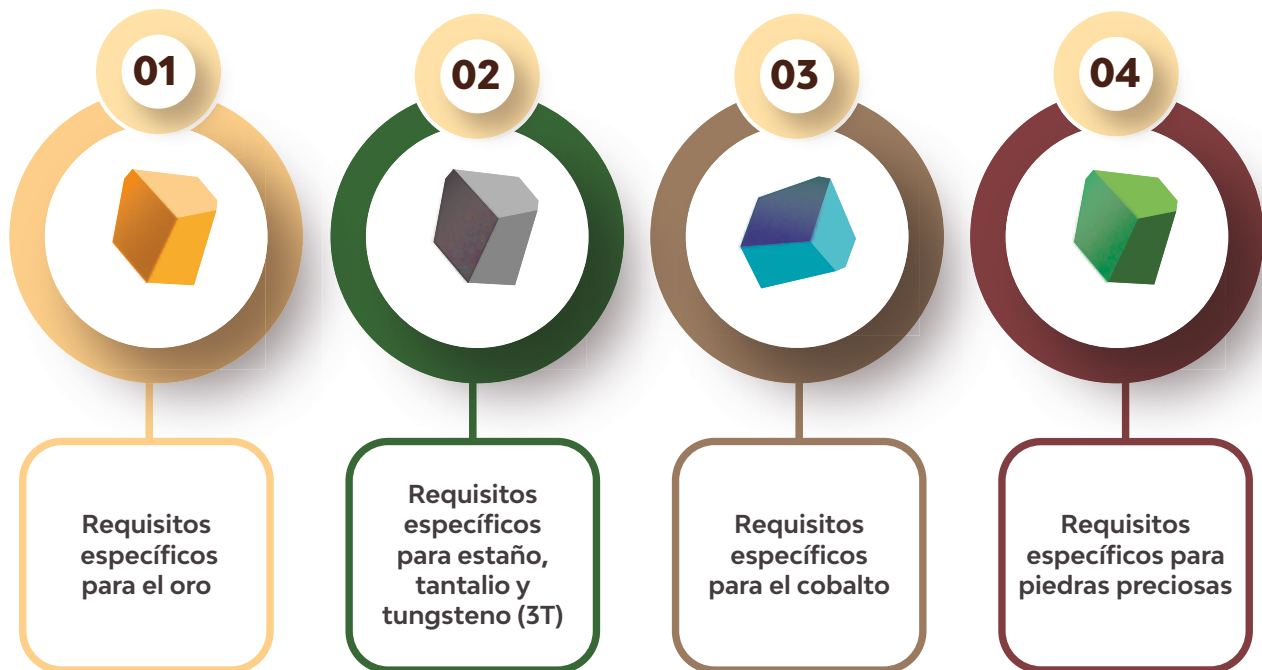 01
Requisitos
específicos
para el oro
02
Requisitos
específicos
para estaño,
tantalio y
tungsteno (3T)
03
Requisitos
específicos
para el cobalto
04
Requisitos
específicos para
piedras preciosas